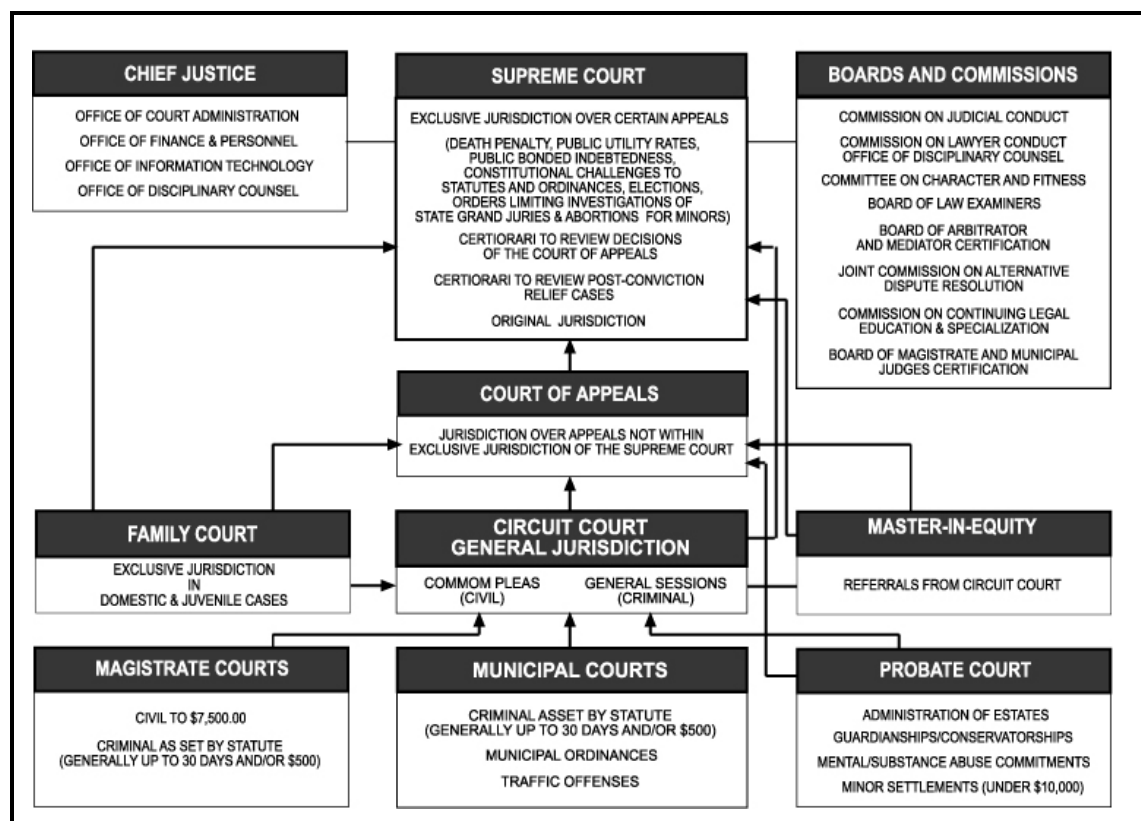 CHIEF JUSTICE
OFFICE OF COURT ADMINISTRATION
OFFICE OF FINANCE & PERSONNEL
OFFICE OF INFORMATION TECHNOLOGY
OFFICE OF DISCIPLINARY COUNSEL
SUPREME COURT
EXCLUSIVE JURISDICTION OVER CERTAIN APPEALS
(DEATH PENALTY, PUBLIC UTILITY RATES,
PUBLIC BONDED INDEBTEDNESS,
CONSTITUTIONAL CHALLENGES TO
STATUTES AND ORDINANCES, ELECTIONS,
ORDERS LIMITING INVESTIGATIONS OF
STATE GRAND JURIES & ABORTIONS FOR MINORS)
CERTIORARI TO REVIEW DECISIONS
OF THE COURT OF APPEALS
CERTIORARI TO REVIEW POST-CONVICTION
RELIEF CASES
ORIGINAL JURISDICTION
BOARDS AND COMMISSIONS
COMMISSION ON JUDICIAL CONDUCT
COMMISSION ON LAWYER CONDUCT
OFFICE OF DISCIPLINARY COUNSEL
COMMITTEE ON CHARACTER AND FITNESS
BOARD OF LAW EXAMINERS
BOARD OF ARBITRATOR
AND MEDIATOR CERTIFICATION
JOINT COMMISSION ON ALTERNATIVE
DISPUTE RESOLUTION
COMMISSION ON CONTINUING LEGAL
EDUCATION & SPECIALIZATION
BOARD OF MAGISTRATE AND MUNICIPAL
JUDGES CERTIFICATION
COURT OF APPEALS
JURISDICTION OVER APPEALS NOT WITHIN
EXCLUSIVE JURISDICTION OF THE SUPREME COURT
FAMILY COURT
EXCLUSIVE JURISDICTION
IN
DOMESTIC & JUVENILE CASES
CIRCUIT COURT
GENERAL JURISDICTION
COMMOM PLEAS
(CIVIL)
GENERAL SESSIONS
(CRIMINAL)
MASTER-IN-EQUITY
REFERRALS FROM CIRCUIT COURT
MAGISTRATE COURTS
CIVIL TO $7,500.00
CRIMINAL AS SET BY STATUTE
(GENERALLY UP TO 30 DAYS AND/OR $500)
MUNICIPAL COURTS
CRIMINAL ASSET BY STATUTE
(GENERALLY UP TO 30 DAYS AND/OR $500)
MUNICIPAL ORDINANCES
TRAFFIC OFFENSES
PROBATE COURT
ADMINISTRATION OF ESTATES
GUARDIANSHIPS/CONSERVATORSHIPS
MENTAL/SUBSTANCE ABUSE COMMITMENTS
MINOR SETTLEMENTS (UNDER $10,000)